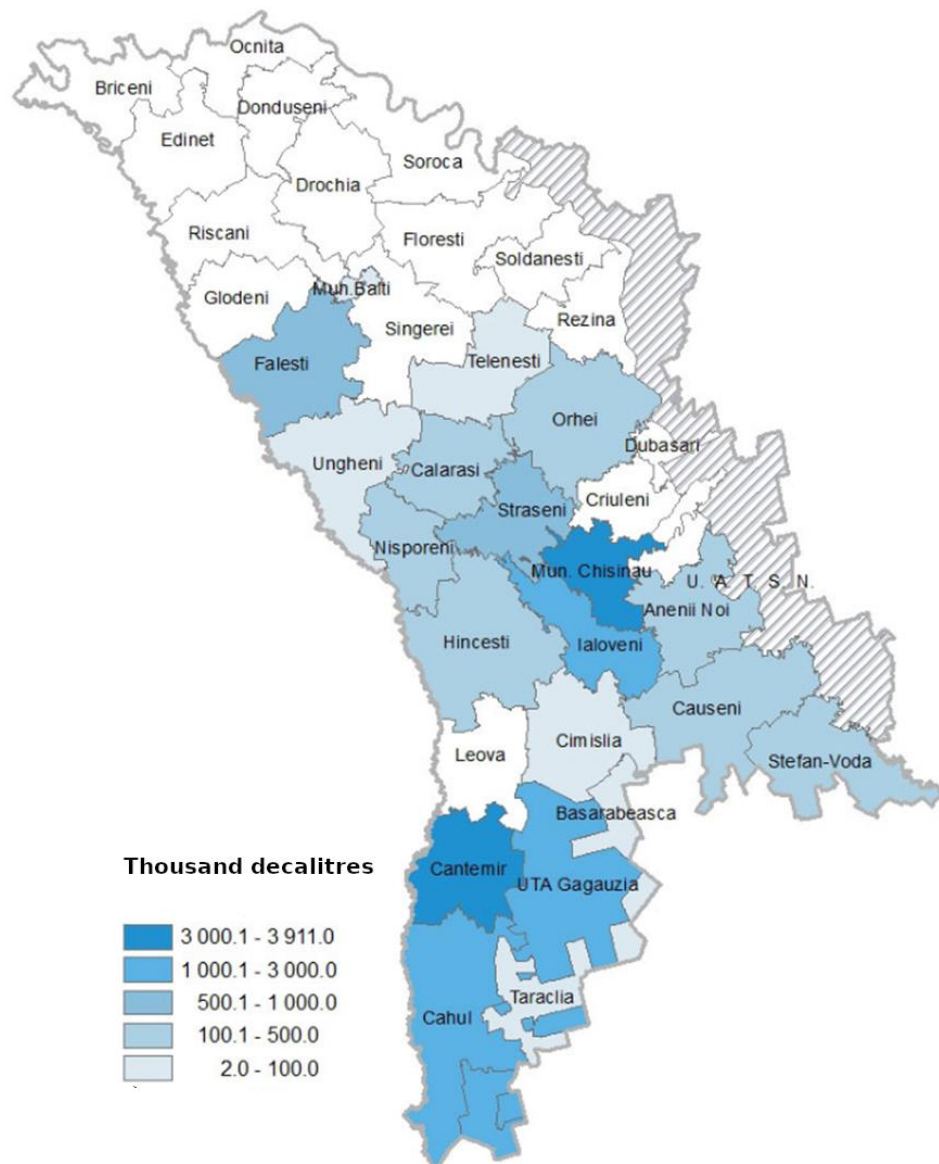 Ocnita
Briceni
Donduseni
Edinet
Soroca
Drochia
Riscani
Floresti
Soldanesti
Glodeni
Mun.Balti
Singerei
Rezina
Falesti
Telenesti
Orhei
Dubasari
Ungheni
Calarasi
Criuleni
Straseni
Nisporeni
Mun. Chisinau
U. A. T. S. N.
Anenii Noi
Hincesti
Ialoveni
Causeni
Leova
Cimislia
Stefan-Voda
Basarabeasca
Thousand decalitres
Cantemir
UTA Gagauzia
3 000.1 - 3 911.0
1 000.1 - 3 000.0
500.1 - 1 000.0
Taraclia
Cahul
100.1 - 500.0
2.0 - 100.0